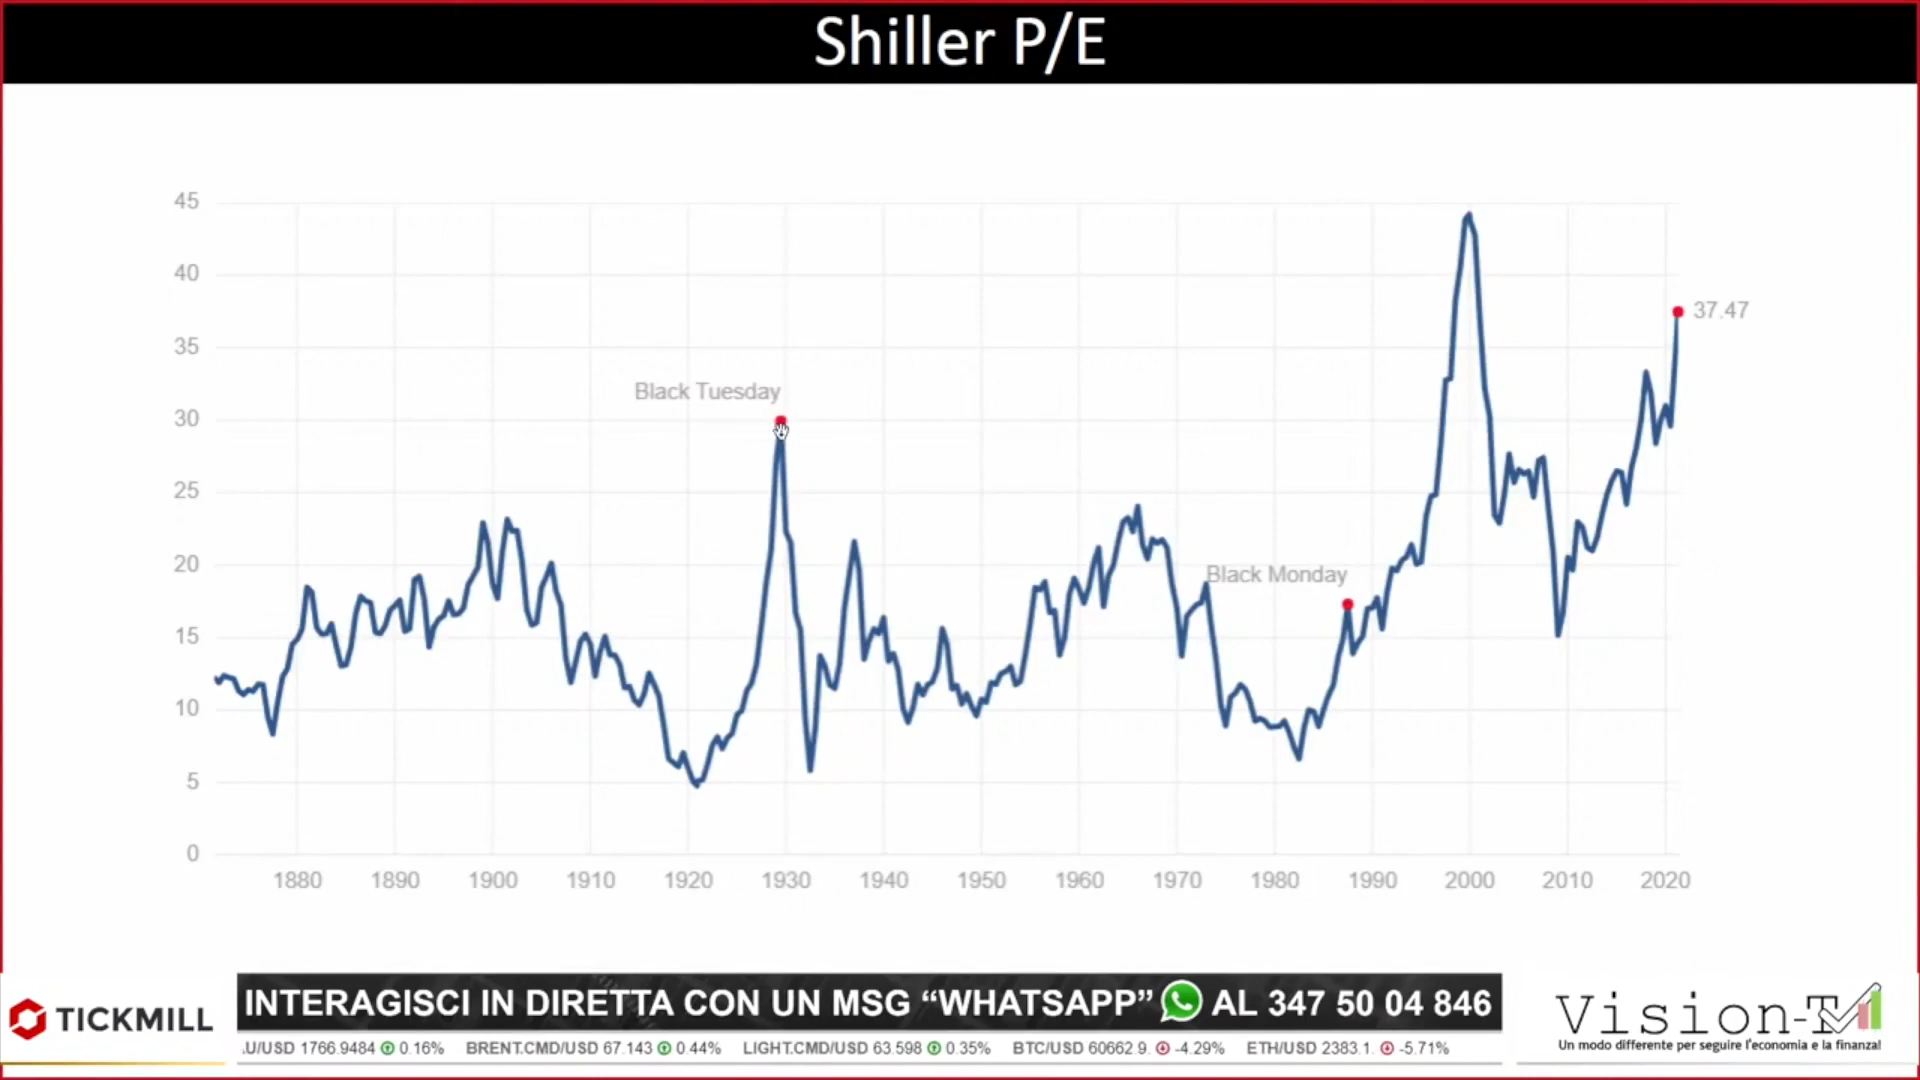 Shiller P/E
45
40
37.47
35
Black Tuesday
30
25
20
Black Monday
15
10
5
0
1880 1890 1900 1910 1920 1930 1940 1950 1960 1970 1980 1990 2000 2010 2020
TICKMILL
INTERAGISCI IN DIRETTA CON UN MSG “WHATSAPP” AL 347 50 04 846
.U/USD 1766.9484 0.16% BRENT.CMD/USD 67.143 0.44% LIGHT.CMD/USD 63.598 0.35% BTC/USD 60662.9. -4.29% ETH/USD 2383.1. -5.71%
Vision-T
Un modo differente per seguire l'economia e la finanza!